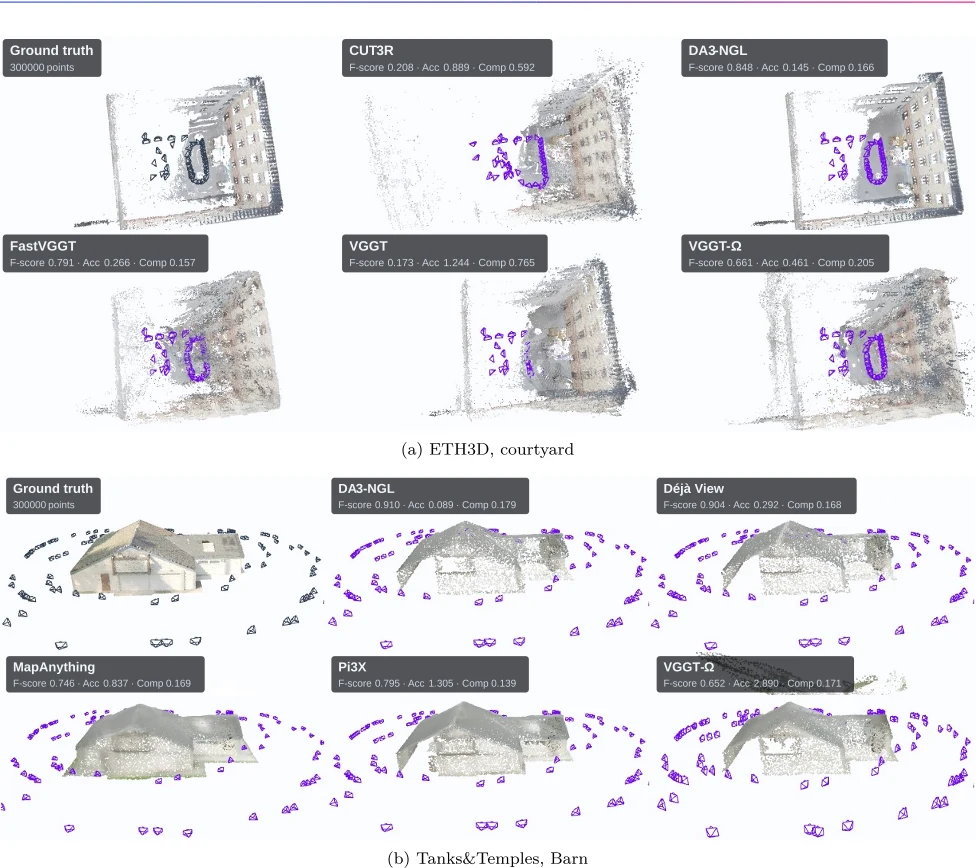 Ground truth
300000 points
CUT3R
F-score 0.208 · Acc 0.889 · Comp 0.592
DA3-NGL
F-score 0.848 · Acc 0.145 · Comp 0.166
FastVGGT
F-score 0.791 · Acc 0.266 · Comp 0.157
VGGT
F-score 0.173 · Acc 1.244 · Comp 0.765
VGGT-Ω
F-score 0.661 · Acc 0.461 · Comp 0.205
(a) ETH3D, courtyard
Ground truth
300000 points
DA3-NGL
F-score 0.910 · Acc 0.089 · Comp 0.179
Déjà View
F-score 0.904 · Acc 0.292 · Comp 0.168
MapAnything
F-score 0.746 · Acc 0.837 · Comp 0.169
Pi3X
F-score 0.795 · Acc 1.305 · Comp 0.139
VGGT-Ω
F-score 0.652 · Acc 2.890 · Comp 0.171
(b) Tanks&Temples, Barn